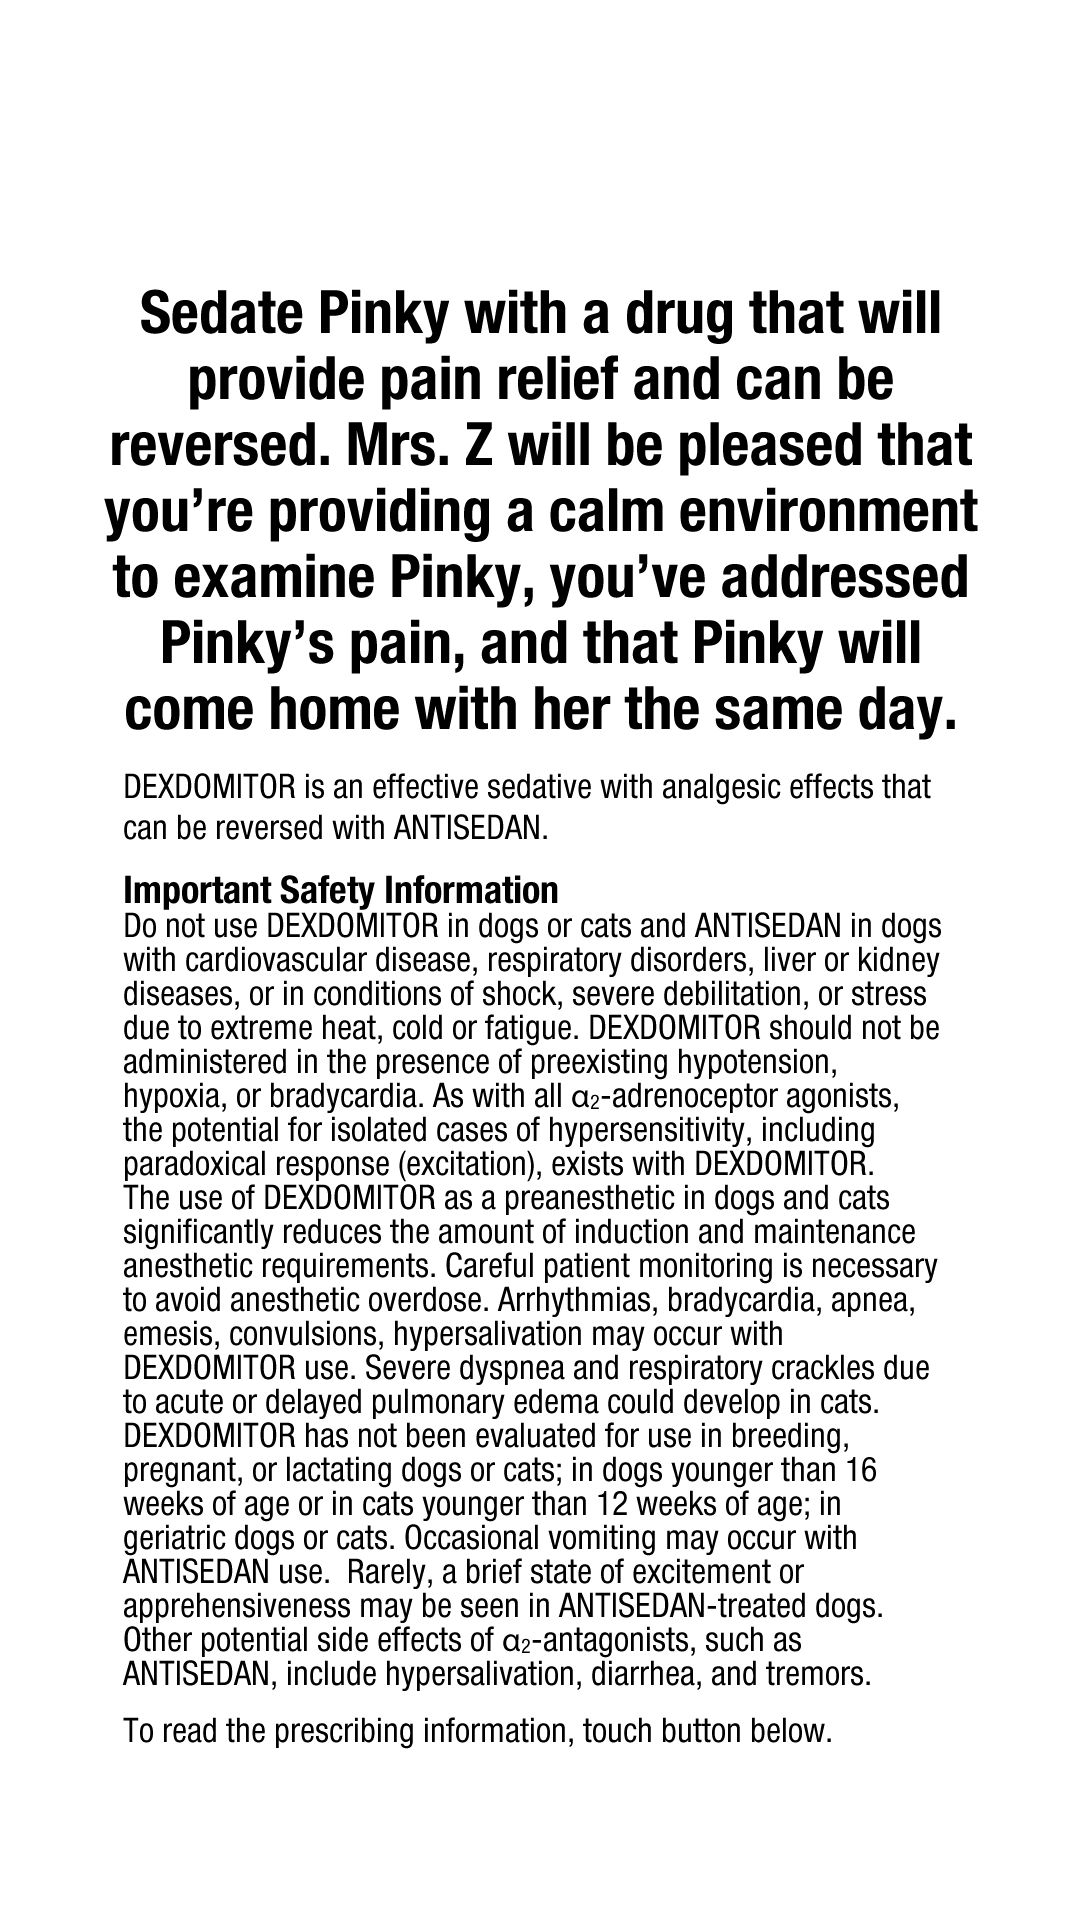 Sedate Pinky with a drug that will
provide pain relief and can be
reversed. Mrs. Z will be pleased that
you’re providing a calm environment
to examine Pinky, you’ve addressed
Pinky’s pain, and that Pinky will
come home with her the same day.
DEXDOMITOR is an effective sedative with analgesic effects that
can be reversed with ANTISEDAN.
Important Safety Information
Do not use DEXDOMITOR in dogs or cats and ANTISEDAN in dogs
with cardiovascular disease, respiratory disorders, liver or kidney
diseases, or in conditions of shock, severe debilitation, or stress
due to extreme heat, cold or fatigue. DEXDOMITOR should not be
administered in the presence of preexisting hypotension,
hypoxia, or bradycardia. As with all α₂-adrenoceptor agonists,
the potential for isolated cases of hypersensitivity, including
paradoxical response (excitation), exists with DEXDOMITOR.
The use of DEXDOMITOR as a preanesthetic in dogs and cats
significantly reduces the amount of induction and maintenance
anesthetic requirements. Careful patient monitoring is necessary
to avoid anesthetic overdose. Arrhythmias, bradycardia, apnea,
emesis, convulsions, hypersalivation may occur with
DEXDOMITOR use. Severe dyspnea and respiratory crackles due
to acute or delayed pulmonary edema could develop in cats.
DEXDOMITOR has not been evaluated for use in breeding,
pregnant, or lactating dogs or cats; in dogs younger than 16
weeks of age or in cats younger than 12 weeks of age; in
geriatric dogs or cats. Occasional vomiting may occur with
ANTISEDAN use.  Rarely, a brief state of excitement or
apprehensiveness may be seen in ANTISEDAN-treated dogs.
Other potential side effects of α₂-antagonists, such as
ANTISEDAN, include hypersalivation, diarrhea, and tremors.
To read the prescribing information, touch button below.